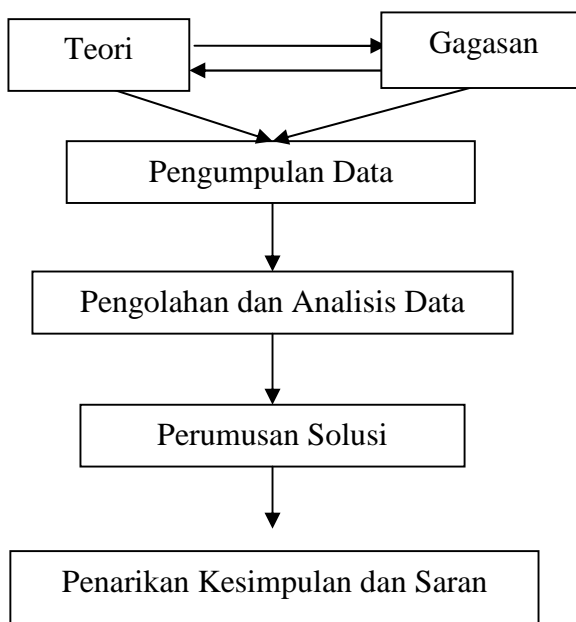 Teori
Gagasan
Pengumpulan Data
Pengolahan dan Analisis Data
Perumusan Solusi
Penarikan Kesimpulan dan Saran